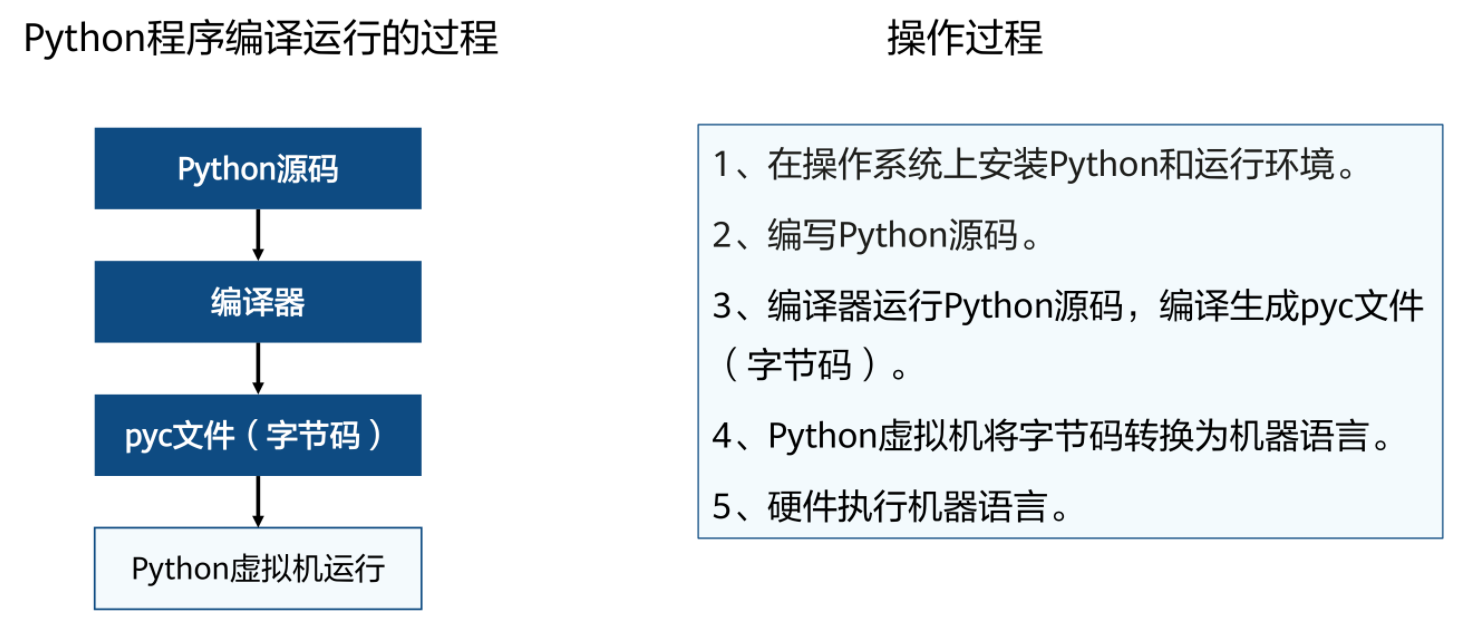 Python程序编译运行的过程
Python源码
编译器
pyc文件（字节码）
Python虚拟机运行
操作过程
1、在操作系统上安装Python和运行环境。
2、编写Python源码。
3、编译器运行Python源码，编译生成pyc文件
（字节码）。
4、Python虚拟机将字节码转换为机器语言。
5、硬件执行机器语言。